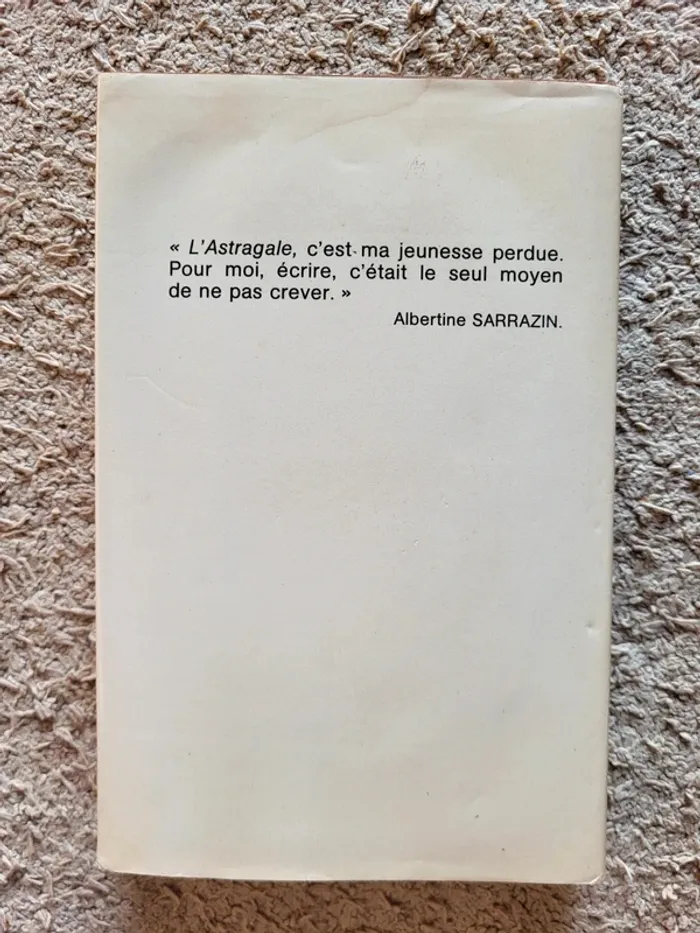 « L'Astragale, c'est ma jeunesse perdue.
Pour moi, écrire, c'était le seul moyen
de ne pas crever. »
Albertine SARRAZIN.